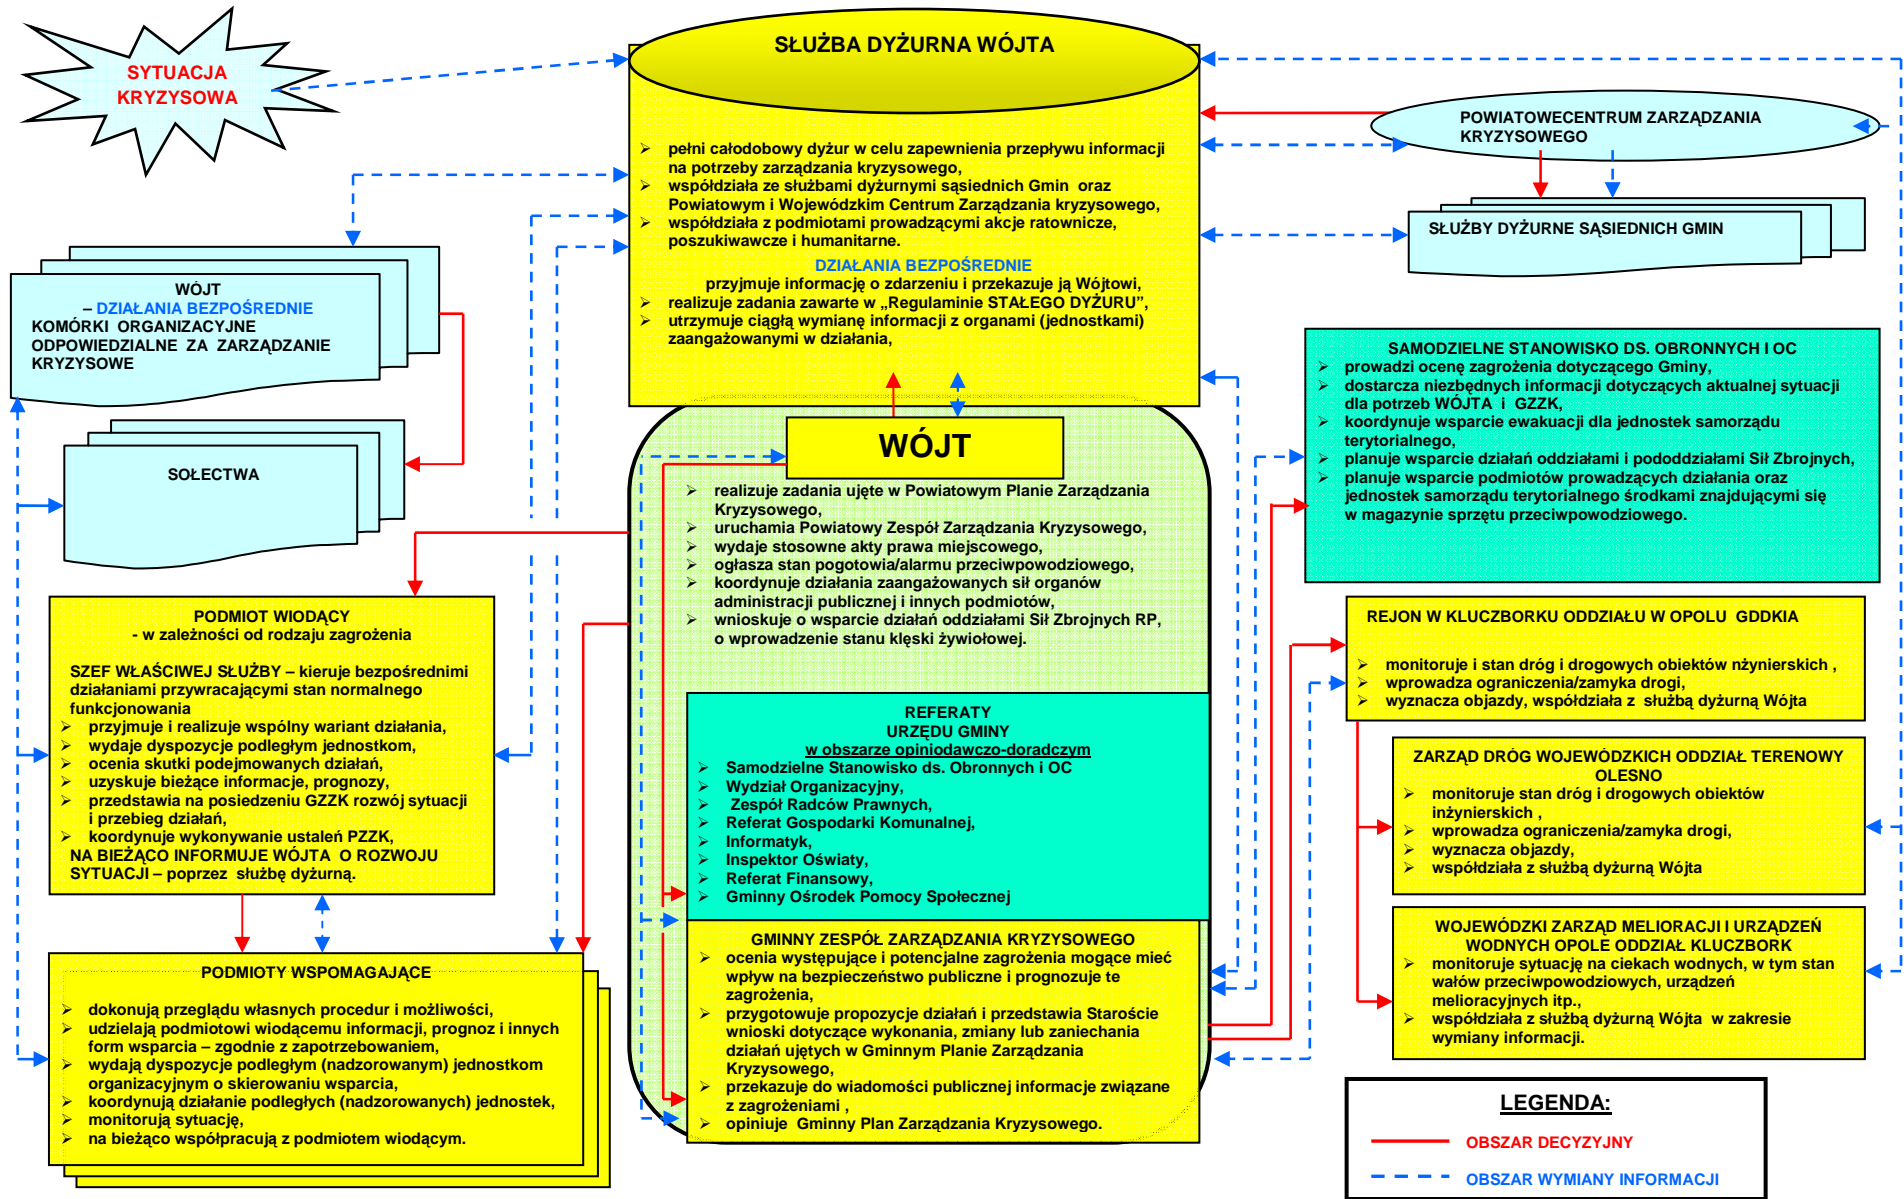 SYTUACJA
KRYZYSOWA
SŁUŻBA DYŻURNA WÓJTA
➢ pełni całodobowy dyżur w celu zapewnienia przepływu informacji
na potrzeby zarządzania kryzysowego,
➢ współdziała ze służbami dyżurnymi sąsiednich Gmin oraz
Powiatowym i Wojewódzkim Centrum Zarządzania kryzysowego,
➢ współdziała z podmiotami prowadzącymi akcje ratownicze,
poszukiwawcze i humanitarne.
DZIAŁANIA BEZPOŚREDNIE
przyjmuje informację o zdarzeniu i przekazuje ją Wójtowi,
➢ realizuje zadania zawarte w „Regulaminie STAŁEGO DYŻURU”,
➢ utrzymuje ciągłą wymianę informacji z organami (jednostkami)
zaangażowanymi w działania,
POWIATOWECENTRUM ZARZĄDZANIA
KRYZYSOWEGO
SŁUŻBY DYŻURNE SĄSIEDNICH GMIN
WÓJT
– DZIAŁANIA BEZPOŚREDNIE
KOMÓRKI ORGANIZACYJNE
ODPOWIEDZIALNE ZA ZARZĄDZANIE
KRYZYSOWE
SOŁECTWA
SAMODZIELNE STANOWISKO DS. OBRONNYCH I OC
➢ prowadzi ocenę zagrożenia dotyczącego Gminy,
➢ dostarcza niezbędnych informacji dotyczących aktualnej sytuacji
dla potrzeb WÓJTA i GZZK,
➢ koordynuje wsparcie ewakuacji dla jednostek samorządu
terytorialnego,
➢ planuje wsparcie działań oddziałami i pododdziałami Sił Zbrojnych,
➢ planuje wsparcie podmiotów prowadzących działania oraz
jednostek samorządu terytorialnego środkami znajdującymi się
w magazynie sprzętu przeciwpowodziowego.
WÓJT
➢ realizuje zadania ujęte w Powiatowym Planie Zarządzania
Kryzysowego,
➢ uruchamia Powiatowy Zespół Zarządzania Kryzysowego,
➢ wydaje stosowne akty prawa miejscowego,
➢ ogłasza stan pogotowia/alarmu przeciwpowodziowego,
➢ koordynuje działania zaangażowanych sił organów
administracji publicznej i innych podmiotów,
➢ wnioskuje o wsparcie działań oddziałami Sił Zbrojnych RP,
o wprowadzenie stanu klęski żywiołowej.
PODMIOT WIODĄCY
- w zależności od rodzaju zagrożenia
SZEF WŁAŚCIWEJ SŁUŻBY – kieruje bezpośrednimi
działaniami przywracającymi stan normalnego
funkcjonowania
➢ przyjmuje i realizuje wspólny wariant działania,
➢ wydaje dyspozycje podległym jednostkom,
➢ ocenia skutki podejmowanych działań,
➢ uzyskuje bieżące informacje, prognozy,
➢ przedstawia na posiedzeniu GZZK rozwój sytuacji
i przebieg działań,
➢ koordynuje wykonywanie ustaleń PZZK,
NA BIEŻĄCO INFORMUJE WÓJTA O ROZWOJU
SYTUACJI – poprzez służbę dyżurną.
REFERATY
URZĘDU GMINY
w obszarze opiniodawczo-doradczym
➢ Samodzielne Stanowisko ds. Obronnych i OC
➢ Wydział Organizacyjny,
➢ Zespół Radców Prawnych,
➢ Referat Gospodarki Komunalnej,
➢ Informatyk,
➢ Inspektor Oświaty,
➢ Referat Finansowy,
➢ Gminny Ośrodek Pomocy Społecznej
REJON W KLUCZBORKU ODDZIAŁU W OPOLU GDDKIA
➢ monitoruje i stan dróg i drogowych obiektów nżynierskich ,
➢ wprowadza ograniczenia/zamyka drogi,
➢ wyznacza objazdy, współdziała z służbą dyżurną Wójta
ZARZĄD DRÓG WOJEWÓDZKICH ODDZIAŁ TERENOWY
OLESNO
➢ monitoruje stan dróg i drogowych obiektów
inżynierskich ,
➢ wprowadza ograniczenia/zamyka drogi,
➢ wyznacza objazdy,
➢ współdziała z służbą dyżurną Wójta
WOJEWÓDZKI ZARZĄD MELIORACJI I URZĄDZEŃ
WODNYCH OPOLE ODDZIAŁ KLUCZBORK
➢ monitoruje sytuację na ciekach wodnych, w tym stan
wałów przeciwpowodziowych, urządzeń
melioracyjnych itp.,
➢ współdziała z służbą dyżurną Wójta w zakresie
wymiany informacji.
PODMIOTY WSPOMAGAJĄCE
➢ dokonują przeglądu własnych procedur i możliwości,
➢ udzielają podmiotowi wiodącemu informacji, prognoz i innych
form wsparcia – zgodnie z zapotrzebowaniem,
➢ wydają dyspozycje podległym (nadzorowanym) jednostkom
organizacyjnym o skierowaniu wsparcia,
➢ koordynują działanie podległych (nadzorowanych) jednostek,
➢ monitorują sytuację,
➢ na bieżąco współpracują z podmiotem wiodącym.
GMINNY ZESPÓŁ ZARZĄDZANIA KRYZYSOWEGO
➢ ocenia występujące i potencjalne zagrożenia mogące mieć
wpływ na bezpieczeństwo publiczne i prognozuje te
zagrożenia,
➢ przygotowuje propozycje działań i przedstawia Staroście
wnioski dotyczące wykonania, zmiany lub zaniechania
działań ujętych w Gminnym Planie Zarządzania
Kryzysowego,
➢ przekazuje do wiadomości publicznej informacje związane
z zagrożeniami ,
➢ opiniuje Gminny Plan Zarządzania Kryzysowego.
LEGENDA:
OBSZAR DECYZYJNY
OBSZAR WYMIANY INFORMACJI